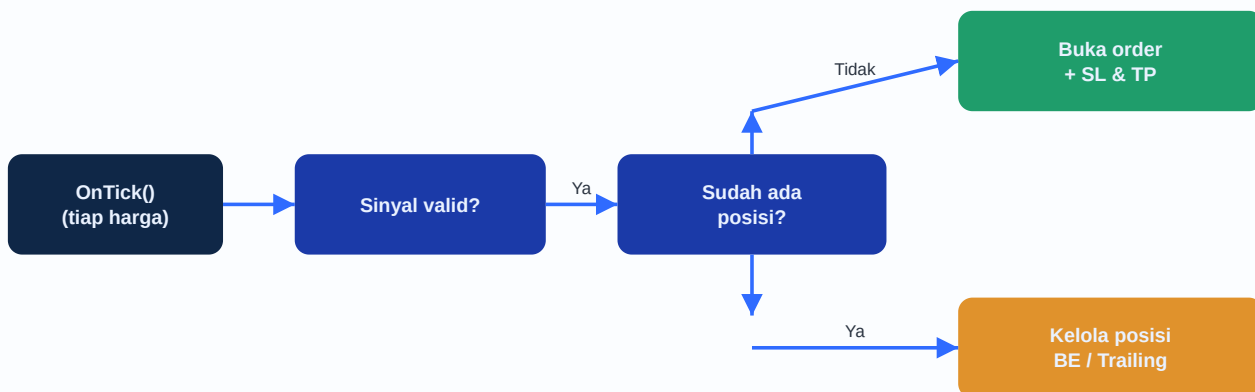 OnTick()
(tiap harga)
Sinyal valid?
Ya
Sudah ada
posisi?
Tidak
Buka order
+ SL & TP
Ya
Kelola posisi
BE / Trailing